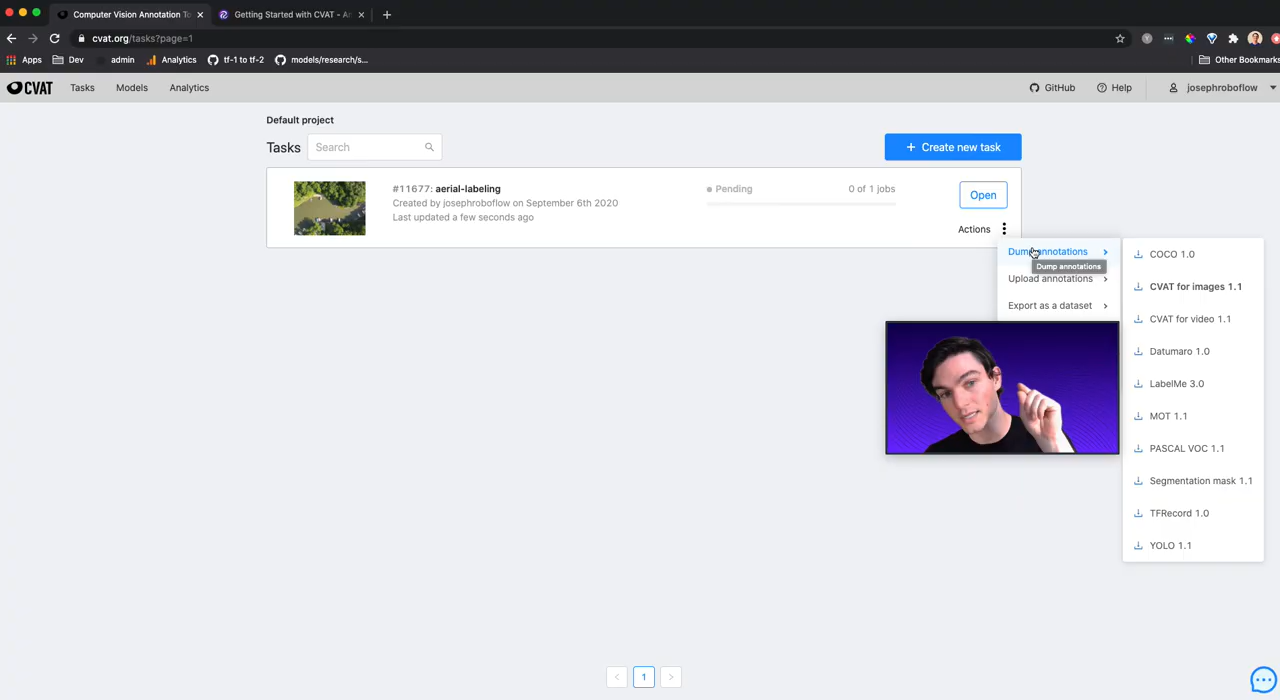 Computer Vision Annotation To
Getting Started with CVAT - An
cvat.org/tasks?page=1
Apps
Dev
admin
Analytics
tf-1 to tf-2
models/research/s...
Other Bookmarks
CVAT
Tasks
Models
Analytics
GitHub
Help
josephroboflow
Default project
Tasks
Search
+ Create new task
#11677: aerial-labeling
Created by josephroboflow on September 6th 2020
Last updated a few seconds ago
Pending
0 of 1 jobs
Open
Actions
Dump annotations
Dump annotations
Upload annotations
Export as a dataset
COCO 1.0
CVAT for images 1.1
CVAT for video 1.1
Datumaro 1.0
LabelMe 3.0
MOT 1.1
PASCAL VOC 1.1
Segmentation mask 1.1
TFRecord 1.0
YOLO 1.1
< 1 >